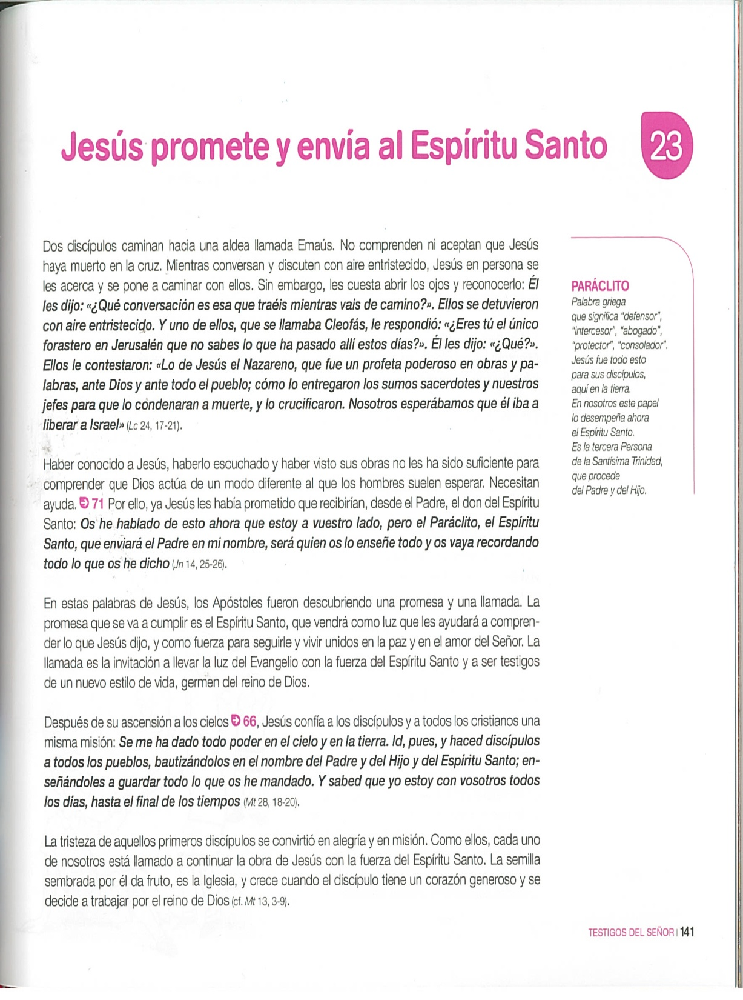 Jesús promete y envía al Espíritu Santo
23
Dos discípulos caminan hacia una aldea llamada Emaús. No comprenden ni aceptan que Jesús
haya muerto en la cruz. Mientras conversan y discuten con aire entristecido, Jesús en persona se
les acerca y se pone a caminar con ellos. Sin embargo, les cuesta abrir los ojos y reconocerlo: Él
les dijo: «¿Qué conversación es esa que traéis mientras vais de camino?». Ellos se detuvieron
con aire entristecido. Y uno de ellos, que se llamaba Cleofás, le respondió: «¿Eres tú el único
forastero en Jerusalén que no sabes lo que ha pasado allí estos días?». Él les dijo: «¿Qué?».
Ellos le contestaron: «Lo de Jesús el Nazareno, que fue un profeta poderoso en obras y pa-
labras, ante Dios y ante todo el pueblo; cómo lo entregaron los sumos sacerdotes y nuestros
jefes para que lo condenaran a muerte, y lo crucificaron. Nosotros esperábamos que él iba a
liberar a Israel» (Lc 24, 17-21).
Haber conocido a Jesús, haberlo escuchado y haber visto sus obras no les ha sido suficiente para
comprender que Dios actúa de un modo diferente al que los hombres suelen esperar. Necesitan
ayuda. 71 Por ello, ya Jesús les había prometido que recibirían, desde el Padre, el don del Espíritu
Santo: Os he hablado de esto ahora que estoy a vuestro lado, pero el Paráclito, el Espíritu
Santo, que enviará el Padre en mi nombre, será quien os lo enseñe todo y os vaya recordando
todo lo que os he dicho (Jn 14, 25-26).
En estas palabras de Jesús, los Apóstoles fueron descubriendo una promesa y una llamada. La
promesa que se va a cumplir es el Espíritu Santo, que vendrá como luz que les ayudará a compren-
der lo que Jesús dijo, y como fuerza para seguirle y vivir unidos en la paz y en el amor del Señor. La
llamada es la invitación a llevar la luz del Evangelio con la fuerza del Espíritu Santo y a ser testigos
de un nuevo estilo de vida, germen del reino de Dios.
Después de su ascensión a los cielos 66, Jesús confía a los discípulos y a todos los cristianos una
misma misión: Se me ha dado todo poder en el cielo y en la tierra. Id, pues, y haced discípulos
a todos los pueblos, bautizándolos en el nombre del Padre y del Hijo y del Espíritu Santo; en-
señándoles a guardar todo lo que os he mandado. Y sabed que yo estoy con vosotros todos
los días, hasta el final de los tiempos (Mt 28, 18-20).
La tristeza de aquellos primeros discípulos se convirtió en alegría y en misión. Como ellos, cada uno
de nosotros está llamado a continuar la obra de Jesús con la fuerza del Espíritu Santo. La semilla
sembrada por él da fruto, es la Iglesia, y crece cuando el discípulo tiene un corazón generoso y se
decide a trabajar por el reino de Dios (cf. Mt 13, 3-9).
PARÁCLITO
Palabra griega
que significa "defensor",
"intercesor", "abogado",
"protector", "consolador".
Jesús fue todo esto
para sus discípulos,
aquí en la tierra.
En nosotros este papel
lo desempeña ahora
el Espíritu Santo.
Es la tercera Persona
de la Santísima Trinidad,
que procede
del Padre y del Hijo.
TESTIGOS DEL SEÑOR | 141